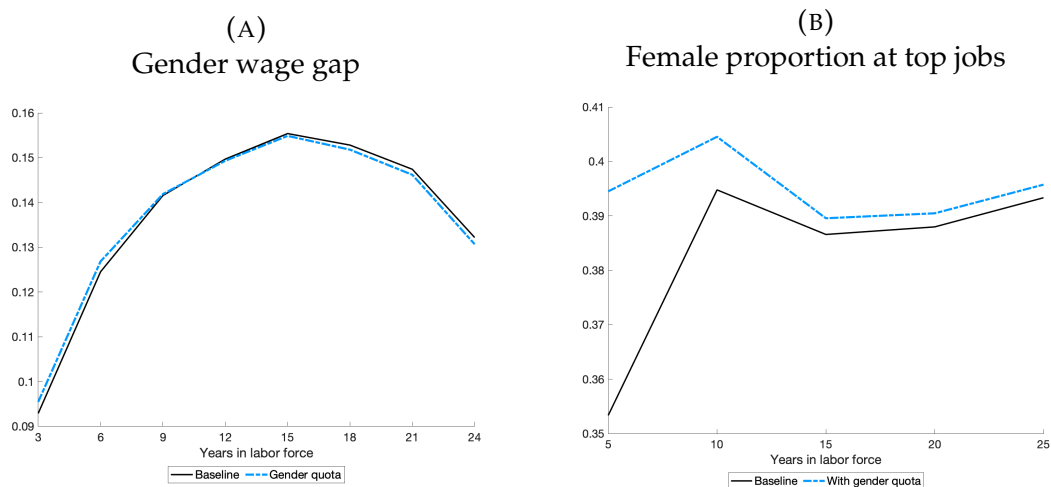 (A)
Gender wage gap
0.16
0.15
0.14
0.13
0.12
0.11
0.1
0.09
3 6 9 12 15 18 21 24
Years in labor force
Baseline Gender quota
(B)
Female proportion at top jobs
0.41
0.4
0.39
0.38
0.37
0.36
0.35
5 10 15 20 25
Years in labor force
Baseline With gender quota